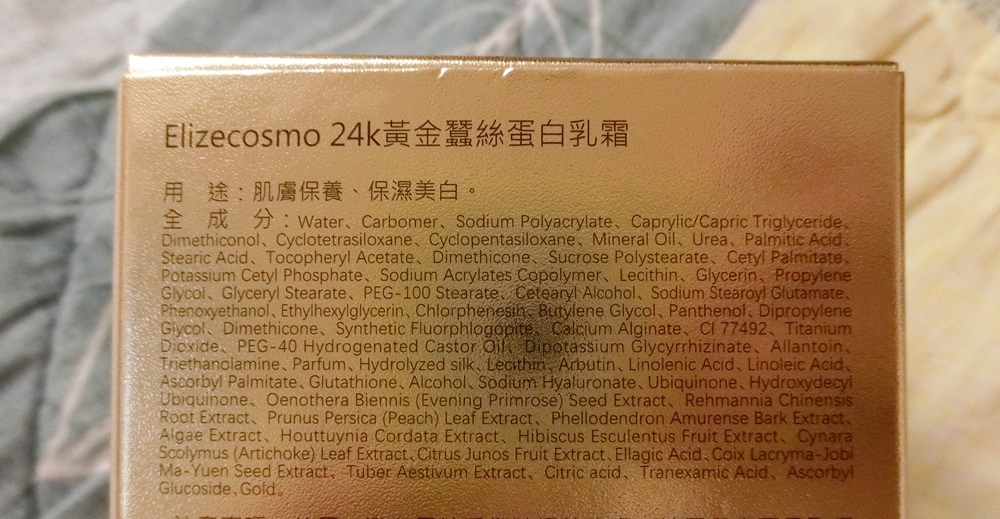 Elizecosmo 24k黃金蠶絲蛋白乳霜
用　途：肌膚保養、保濕美白。
全　成　分：Water、Carbomer、Sodium Polyacrylate、Caprylic/Capric Triglyceride、
Dimethiconol、Cyclotetrasiloxane、Cyclopentasiloxane、Mineral Oil、Urea、Palmitic Acid、
Stearic Acid、Tocopheryl Acetate、Dimethicone、Sucrose Polystearate、Cetyl Palmitate、
Potassium Cetyl Phosphate、Sodium Acrylates Copolymer、Lecithin、Glycerin、Propylene
Glycol、Glyceryl Stearate、PEG-100 Stearate、Cetearyl Alcohol、Sodium Stearoyl Glutamate、
Phenoxyethanol、Ethylhexylglycerin、Chlorphenesin、Butylene Glycol、Panthenol、Dipropylene
Glycol、Dimethicone、Synthetic Fluorphlogopite、Calcium Alginate、CI 77492、Titanium
Dioxide、PEG-40 Hydrogenated Castor Oil、Dipotassium Glycyrrhizinate、Allantoin、
Triethanolamine、Parfum、Hydrolyzed silk、Lecithin、Arbutin、Linolenic Acid、Linoleic Acid、
Ascorbyl Palmitate、Glutathione、Alcohol、Sodium Hyaluronate、Ubiquinone、Hydroxydecyl
Ubiquinone、Oenothera Biennis (Evening Primrose) Seed Extract、Rehmannia Chinensis
Root Extract、Prunus Persica (Peach) Leaf Extract、Phellodendron Amurense Bark Extract、
Algae Extract、Houttuynia Cordata Extract、Hibiscus Esculentus Fruit Extract、Cynara
Scolymus (Artichoke) Leaf Extract、Citrus Junos Fruit Extract、Ellagic Acid、Coix Lacryma-Jobi
Ma-Yuen Seed Extract、Tuber Aestivum Extract、Citric acid、Tranexamic Acid、Ascorbyl
Glucoside、Gold。